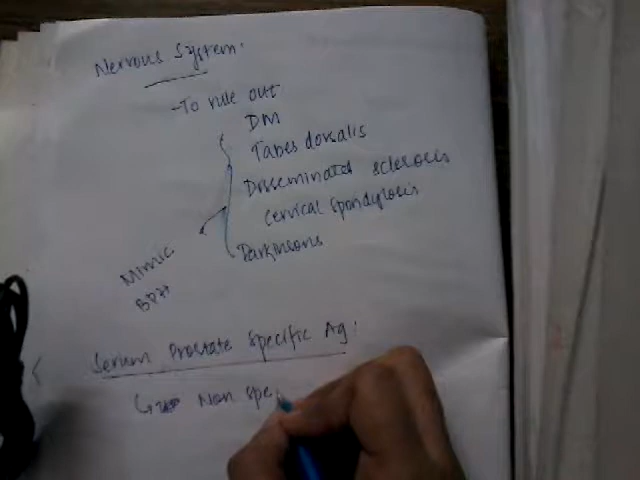 Nervous System:
-To rule out
DM
Tabes dorsalis
Disseminated sclerosis
Cervical Spondylosis
Parkinsons
Mimic
BPH
Serum Prostate Specific Ag:
Non spe